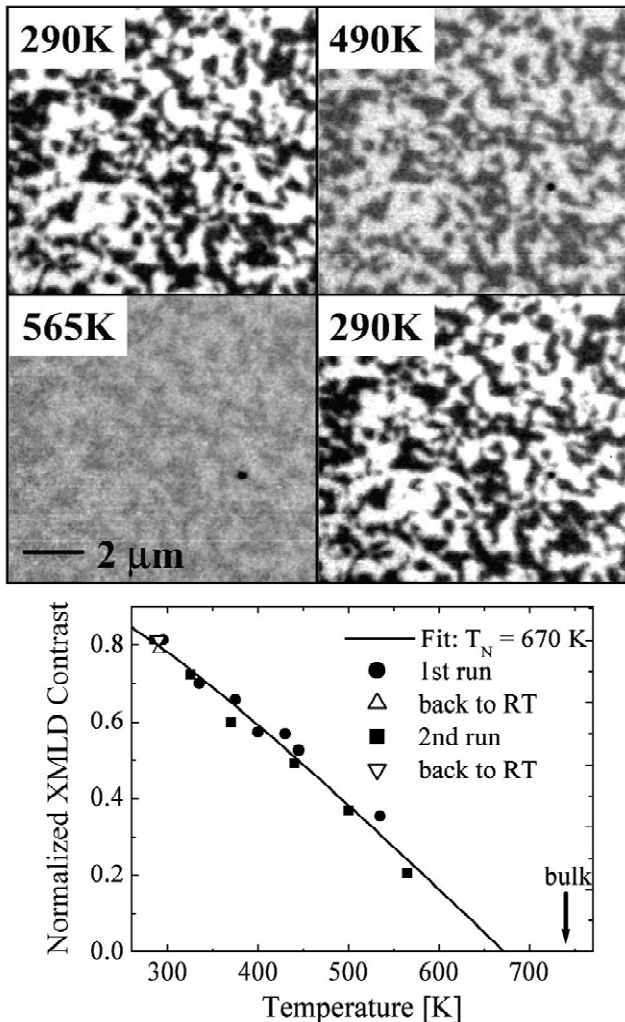 290K
490K
565K
290K
2 μm
Normalized XMLD Contrast
0.8
0.6
0.4
0.2
0.0
Fit: T_N = 670 K
1st run
back to RT
2nd run
back to RT
bulk
300
400
500
600
700
Temperature [K]